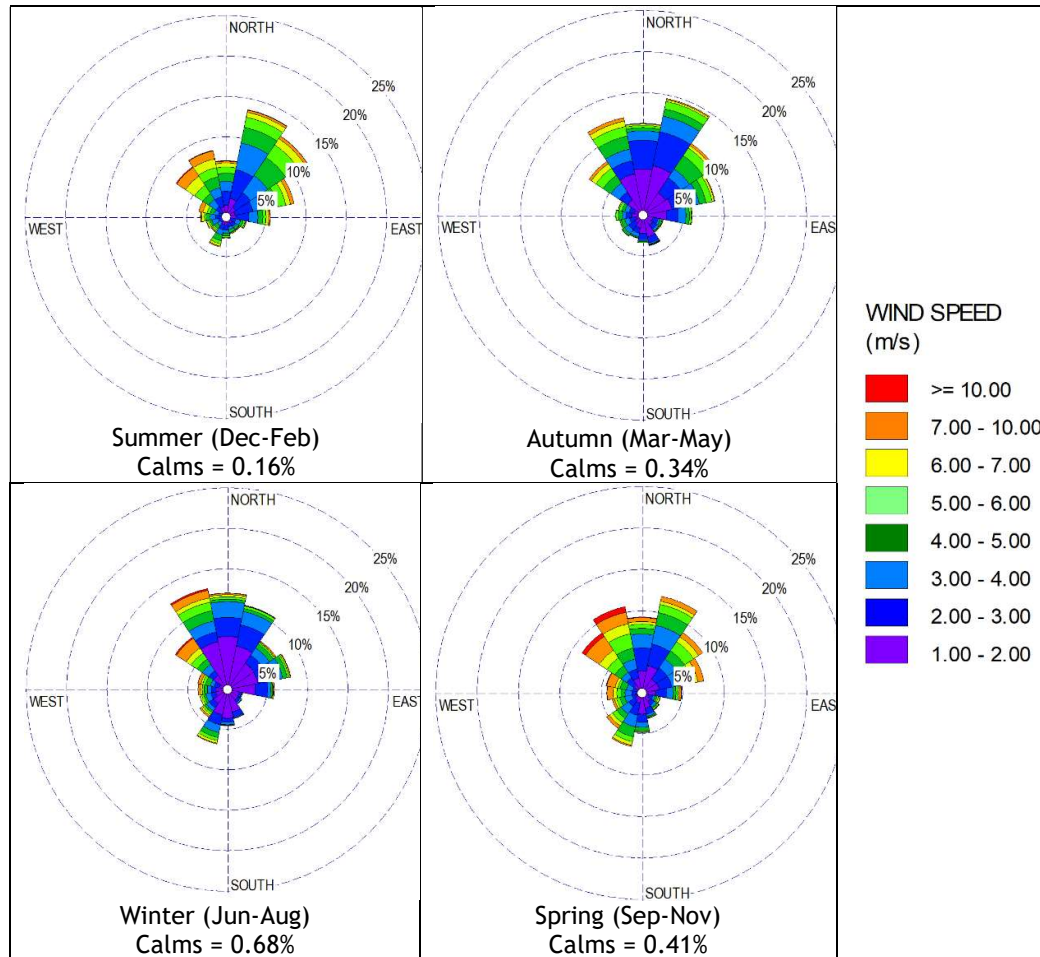 NORTH
25%
20%
15%
10%
5%
WEST
EAST
SOUTH
Summer (Dec-Feb)
Calms = 0.16%
NORTH
25%
20%
15%
10%
5%
WEST
EAS
SOUTH
Autumn (Mar-May)
Calms = 0.34%
NORTH
25%
20%
15%
10%
5%
WEST
EAST
SOUTH
Winter (Jun-Aug)
Calms = 0.68%
NORTH
25%
20%
15%
10%
5%
WEST
EAS
SOUTH
Spring (Sep-Nov)
Calms = 0.41%
WIND SPEED
(m/s)
>= 10.00
7.00 - 10.00
6.00 - 7.00
5.00 - 6.00
4.00 - 5.00
3.00 - 4.00
2.00 - 3.00
1.00 - 2.00